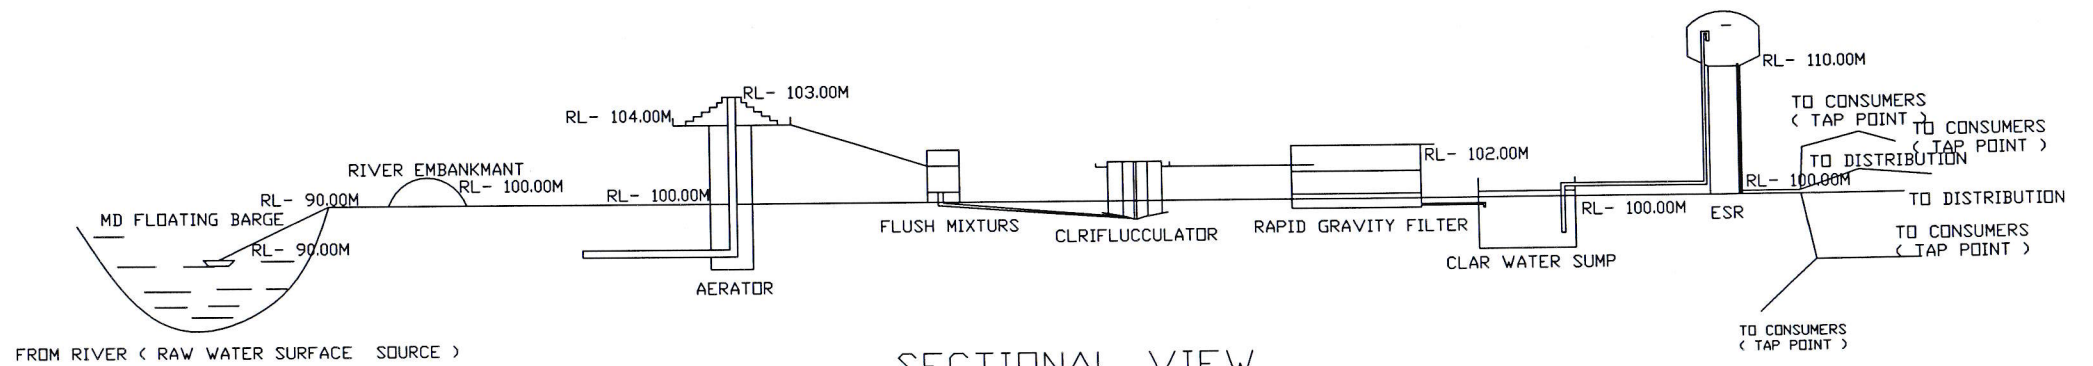 RL- 110.00M
RL- 103.00M
RL- 104.00M
TO CONSUMERS
( TAP POINT )
TO CONSUMERS
( TAP POINT )
RL- 102.00M
TO DISTRIBUTION
RIVER EMBANKMANT
RL- 100.00M
RL- 100.00M
RL- 90.00M
RL- 100.00M
RL- 100.00M
TO DISTRIBUTION
MD FLOATING BARGE
RL- 90.00M
FLUSH MIXTURS
CLRIFLUCCULATOR
RAPID GRAVITY FILTER
ESR
TO CONSUMERS
( TAP POINT )
CLAR WATER SUMP
AERATOR
TO CONSUMERS
( TAP POINT )
FROM RIVER ( RAW WATER SURFACE SOURCE )
SECTIONAL VIEW